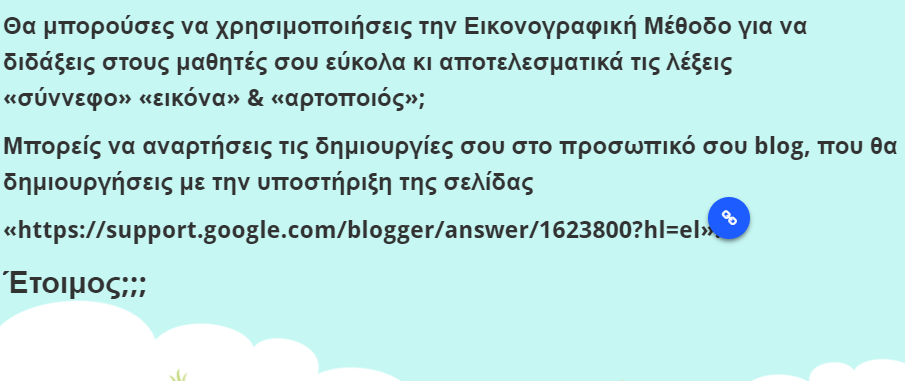 Θα μπορούσες να χρησιμοποιήσεις την Εικονογραφική Μέθοδο για να
διδάξεις στους μαθητές σου εύκολα κι αποτελεσματικά τις λέξεις
«σύννεφο» «εικόνα» & «αρτοποιός»;
Μπορείς να αναρτήσεις τις δημιουργίες σου στο προσωπικό σου blog, που θα
δημιουργήσεις με την υποστήριξη της σελίδας
«https://support.google.com/blogger/answer/1623800?hl=el».
Έτοιμος;;;